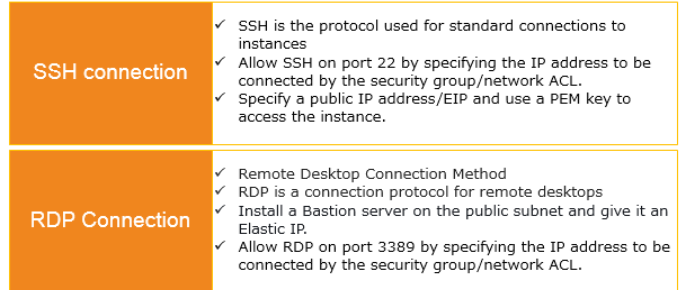 SSH connection
✓ SSH is the protocol used for standard connections to
instances
✓ Allow SSH on port 22 by specifying the IP address to be
connected by the security group/network ACL.
✓ Specify a public IP address/EIP and use a PEM key to
access the instance.
RDP Connection
✓ Remote Desktop Connection Method
✓ RDP is a connection protocol for remote desktops
✓ Install a Bastion server on the public subnet and give it an
Elastic IP.
✓ Allow RDP on port 3389 by specifying the IP address to be
connected by the security group/network ACL.